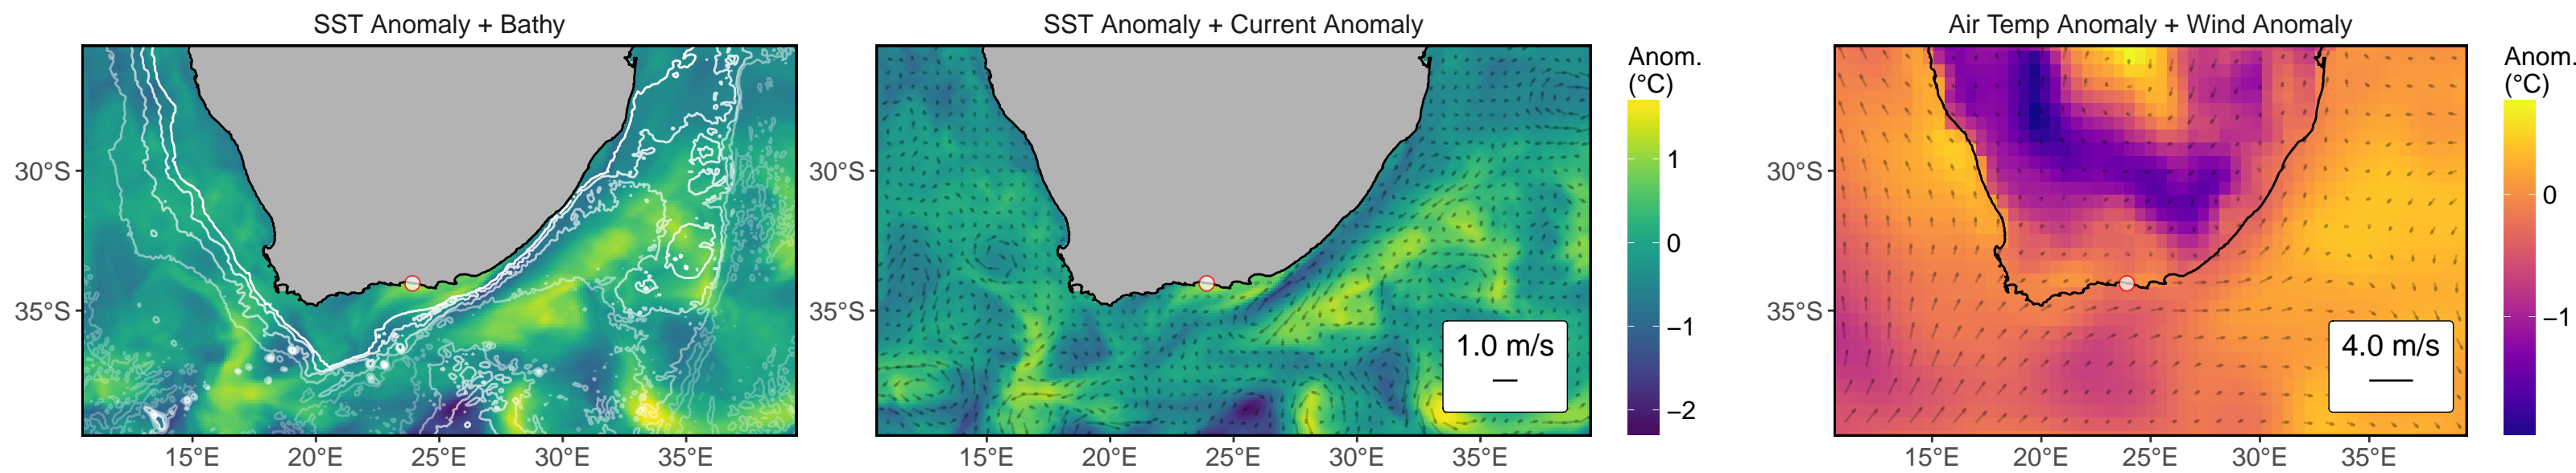 SST Anomaly + Bathy
30°S
35°S
15°E 20°E 25°E 30°E 35°E
SST Anomaly + Current Anomaly
30°S
35°S
1.0 m/s
15°E 20°E 25°E 30°E 35°E
Anom.
(°C)
1
0
−1
−2
Air Temp Anomaly + Wind Anomaly
30°S
35°S
4.0 m/s
15°E 20°E 25°E 30°E 35°E
Anom.
(°C)
0
−1